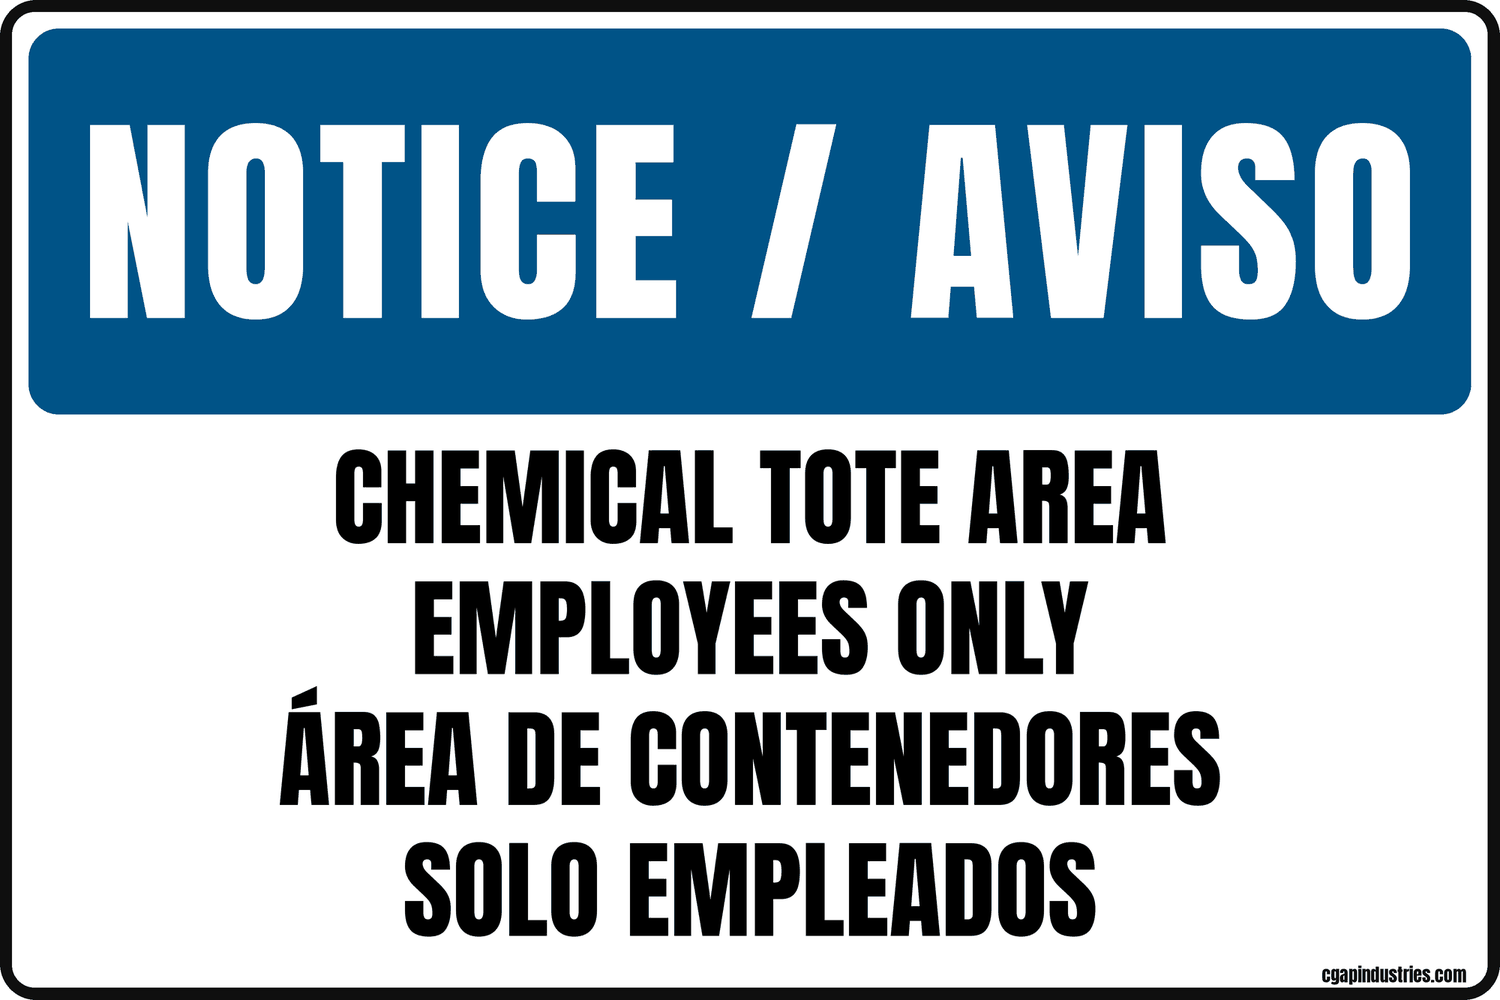 NOTICE / AVISO
CHEMICAL TOTE AREA
EMPLOYEES ONLY
ÁREA DE CONTENEDORES
SOLO EMPLEADOS
cgapindustries.com